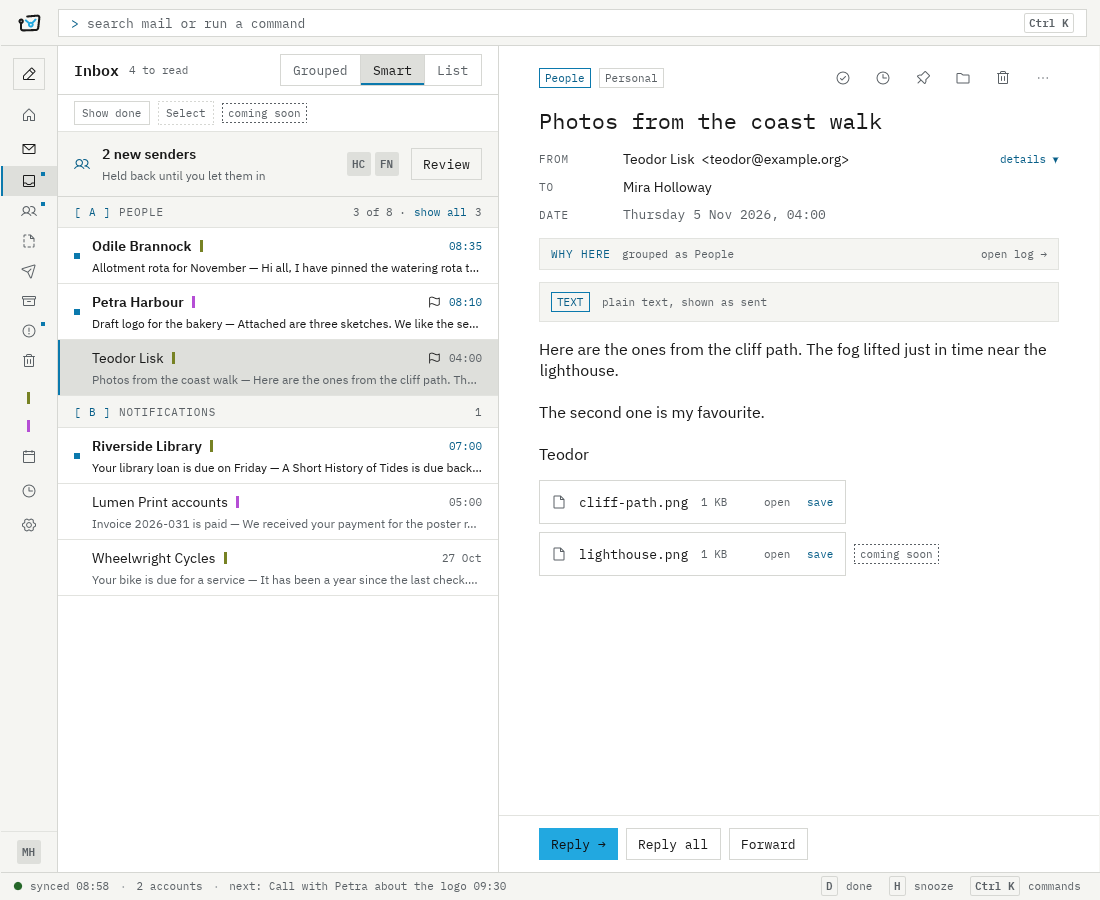 > search mail or run a command Ctrl K
Inbox 4 to read Grouped Smart List
Show done Select coming soon
2 new senders
Held back until you let them in
HC FN Review
[ A ] PEOPLE 3 of 8 · show all 3
Odile Brannock 08:35
Allotment rota for November — Hi all, I have pinned the watering rota t...
Petra Harbour 08:10
Draft logo for the bakery — Attached are three sketches. We like the se...
Teodor Lisk 04:00
Photos from the coast walk — Here are the ones from the cliff path. Th...
[ B ] NOTIFICATIONS 1
Riverside Library 07:00
Your library loan is due on Friday — A Short History of Tides is due back...
Lumen Print accounts 05:00
Invoice 2026-031 is paid — We received your payment for the poster r...
Wheelwright Cycles 27 Oct
Your bike is due for a service — It has been a year since the last check....
People Personal ...
Photos from the coast walk
FROM Teodor Lisk <teodor@example.org> details ▾
TO Mira Holloway
DATE Thursday 5 Nov 2026, 04:00
WHY HERE grouped as People open log →
TEXT plain text, shown as sent
Here are the ones from the cliff path. The fog lifted just in time near the
lighthouse.
The second one is my favourite.
Teodor
cliff-path.png 1 KB open save
lighthouse.png 1 KB open save coming soon
Reply → Reply all Forward
MH
synced 08:58 · 2 accounts · next: Call with Petra about the logo 09:30 D done H snooze Ctrl K commands